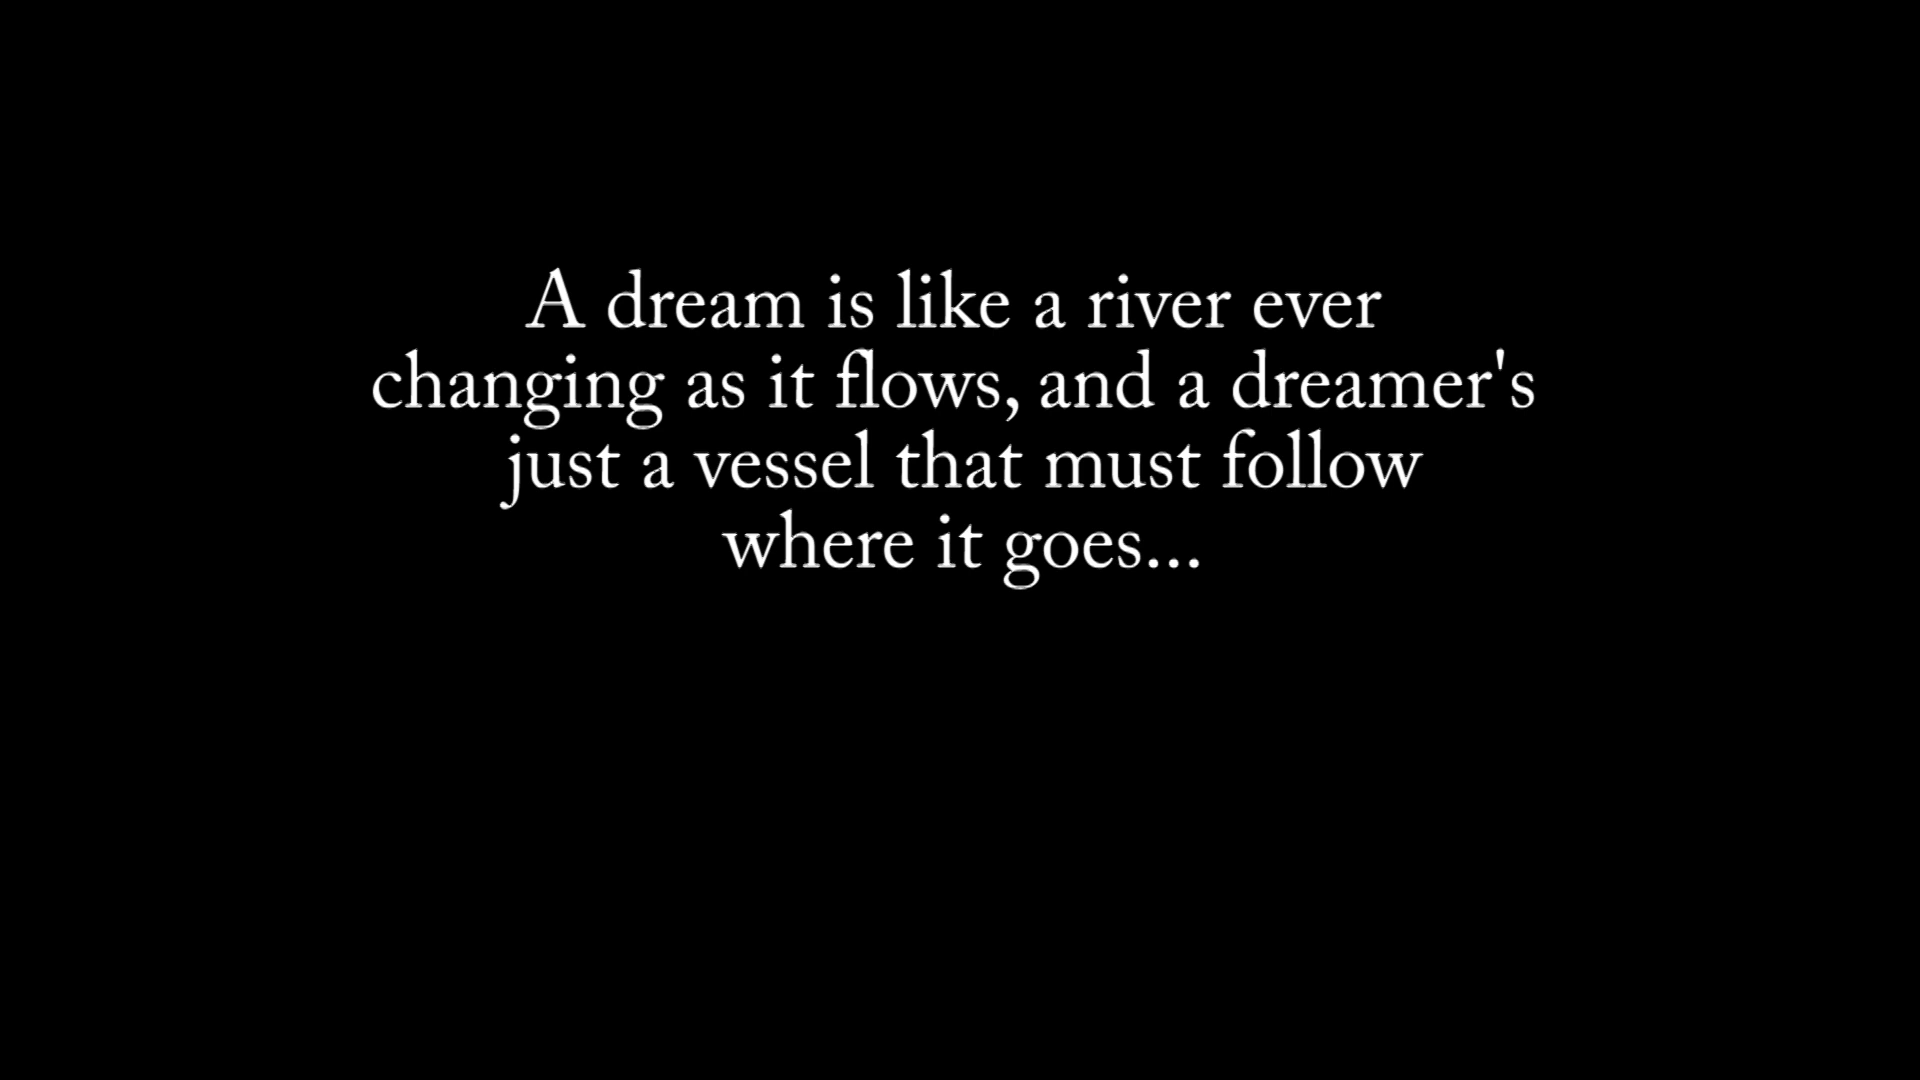 A dream is like a river ever
changing as it flows, and a dreamer's
just a vessel that must follow
where it goes...